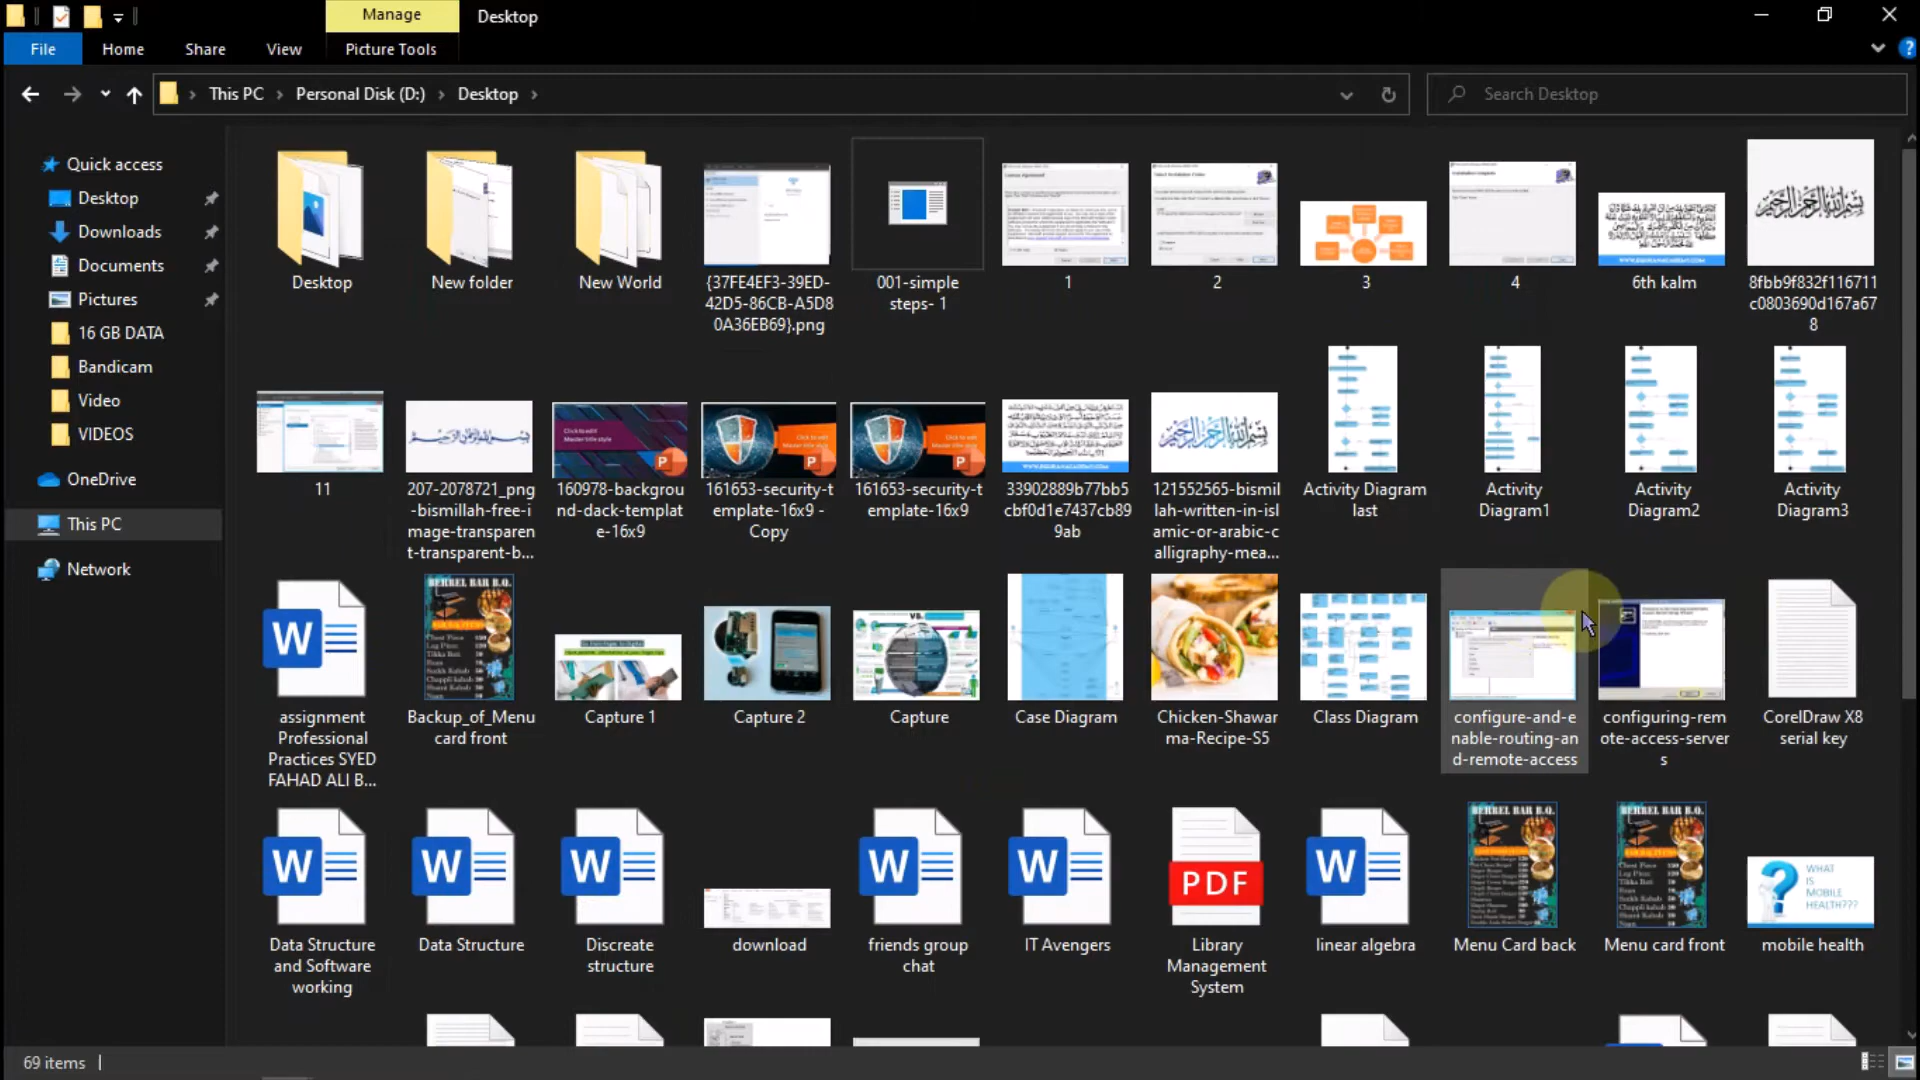 Manage
Desktop
File
Home
Share
View
Picture Tools
This PC
Personal Disk (D:)
Desktop
Search Desktop
Quick access
Desktop
Downloads
Documents
Pictures
16 GB DATA
Bandicam
Video
VIDEOS
OneDrive
This PC
Network
Desktop
New folder
New World
{37FE4EF3-39ED-
42D5-86CB-A5D8
0A36EB69}.png
001-simple
steps- 1
1
2
3
4
6th kalm
8fbb9f832f116711
c0803690d167a67
8
11
207-2078721_png
-bismillah-free-i
mage-transparen
t-transparent-b...
160978-backgrou
nd-dack-templat
e-16x9
161653-security-t
emplate-16x9 -
Copy
161653-security-t
emplate-16x9
33902889b77bb5
cbf0d1e7437cb89
9ab
121552565-bismil
lah-written-in-isl
amic-or-arabic-c
alligraphy-mea...
Activity Diagram
last
Activity
Diagram1
Activity
Diagram2
Activity
Diagram3
assignment
Professional
Practices SYED
FAHAD ALI B...
Backup_of_Menu
card front
Capture 1
Capture 2
Capture
Case Diagram
Chicken-Shawar
ma-Recipe-S5
Class Diagram
configure-and-e
nable-routing-an
d-remote-access
configuring-rem
ote-access-server
s
CorelDraw X8
serial key
Data Structure
and Software
working
Data Structure
Discreate
structure
download
friends group
chat
IT Avengers
PDF
Library
Management
System
linear algebra
Menu Card back
Menu card front
WHAT
IS
MOBILE
HEALTH???
mobile health
69 items